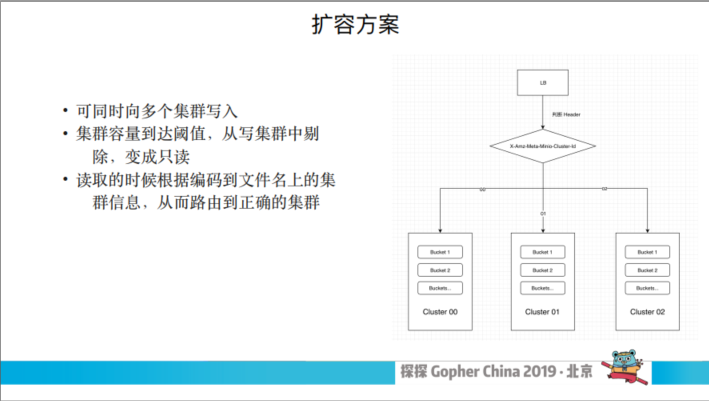 扩容方案
• 可同时向多个集群写入
• 集群容量到达阈值，从写集群中剔
除，变成只读
• 读取的时候根据编码到文件名上的集
群信息，从而路由到正确的集群
LB
判断 Header
X-Amz-Meta-Minio-Cluster-Id
00
01
02
Bucket 1
Bucket 2
Buckets...
Cluster 00
Bucket 1
Bucket 2
Buckets...
Cluster 01
Bucket 1
Bucket 2
Buckets...
Cluster 02
探探 Gopher China 2019 · 北京